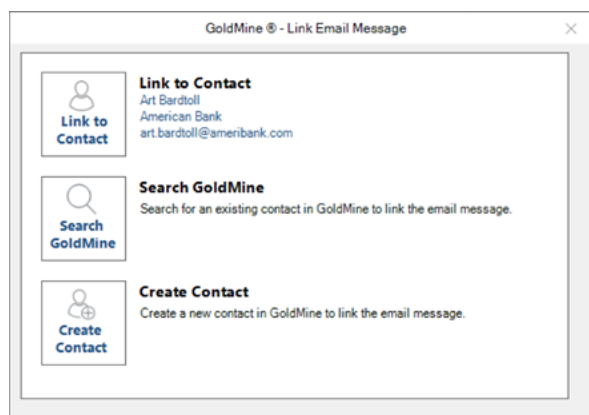 GoldMine ® - Link Email Message
Link to Contact
Link to Contact
Art Bardtoll
American Bank
art.bardtoll@ameribank.com
Search GoldMine
Search GoldMine
Search for an existing contact in GoldMine to link the email message.
Create Contact
Create Contact
Create a new contact in GoldMine to link the email message.